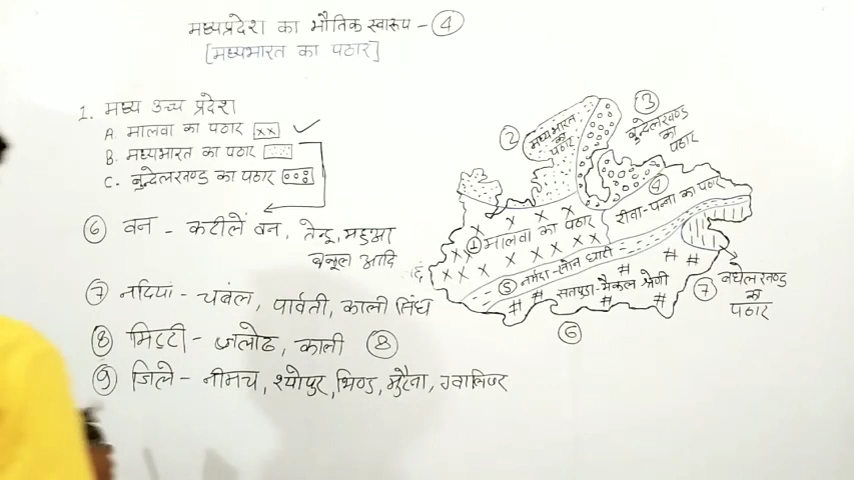 मध्यप्रदेश का भौतिक स्वारूप - ④
[मध्यभारत का पठार]
1. मध्य उच्च प्रदेश
A. मालवा का पठार xx ✓
B. मध्यभारत का पठार
C. बुन्देलखण्ड का पठार
⑥ वन - कटीलें वन, तेन्दू, महुआ
बबूल आदि
⑦ नदियां - चंबल, पार्वती, काली सिंध
⑧ मिट्टी - जलोढ, काली ⑧
⑨ जिले - नीमच, श्योपुर, भिण्ड, मुरैना, ग्वालियर
② मध्यभारत
का
पठार
③
बुन्देलखण्ड
का
पठार
④
रीवा-पन्ना का पठार
① मालवा का पठार
⑤ नर्मदा-सोन घाटी
सतपुड़ा-मैकल श्रेणी
⑥
⑦ बघेलखण्ड
का
पठार